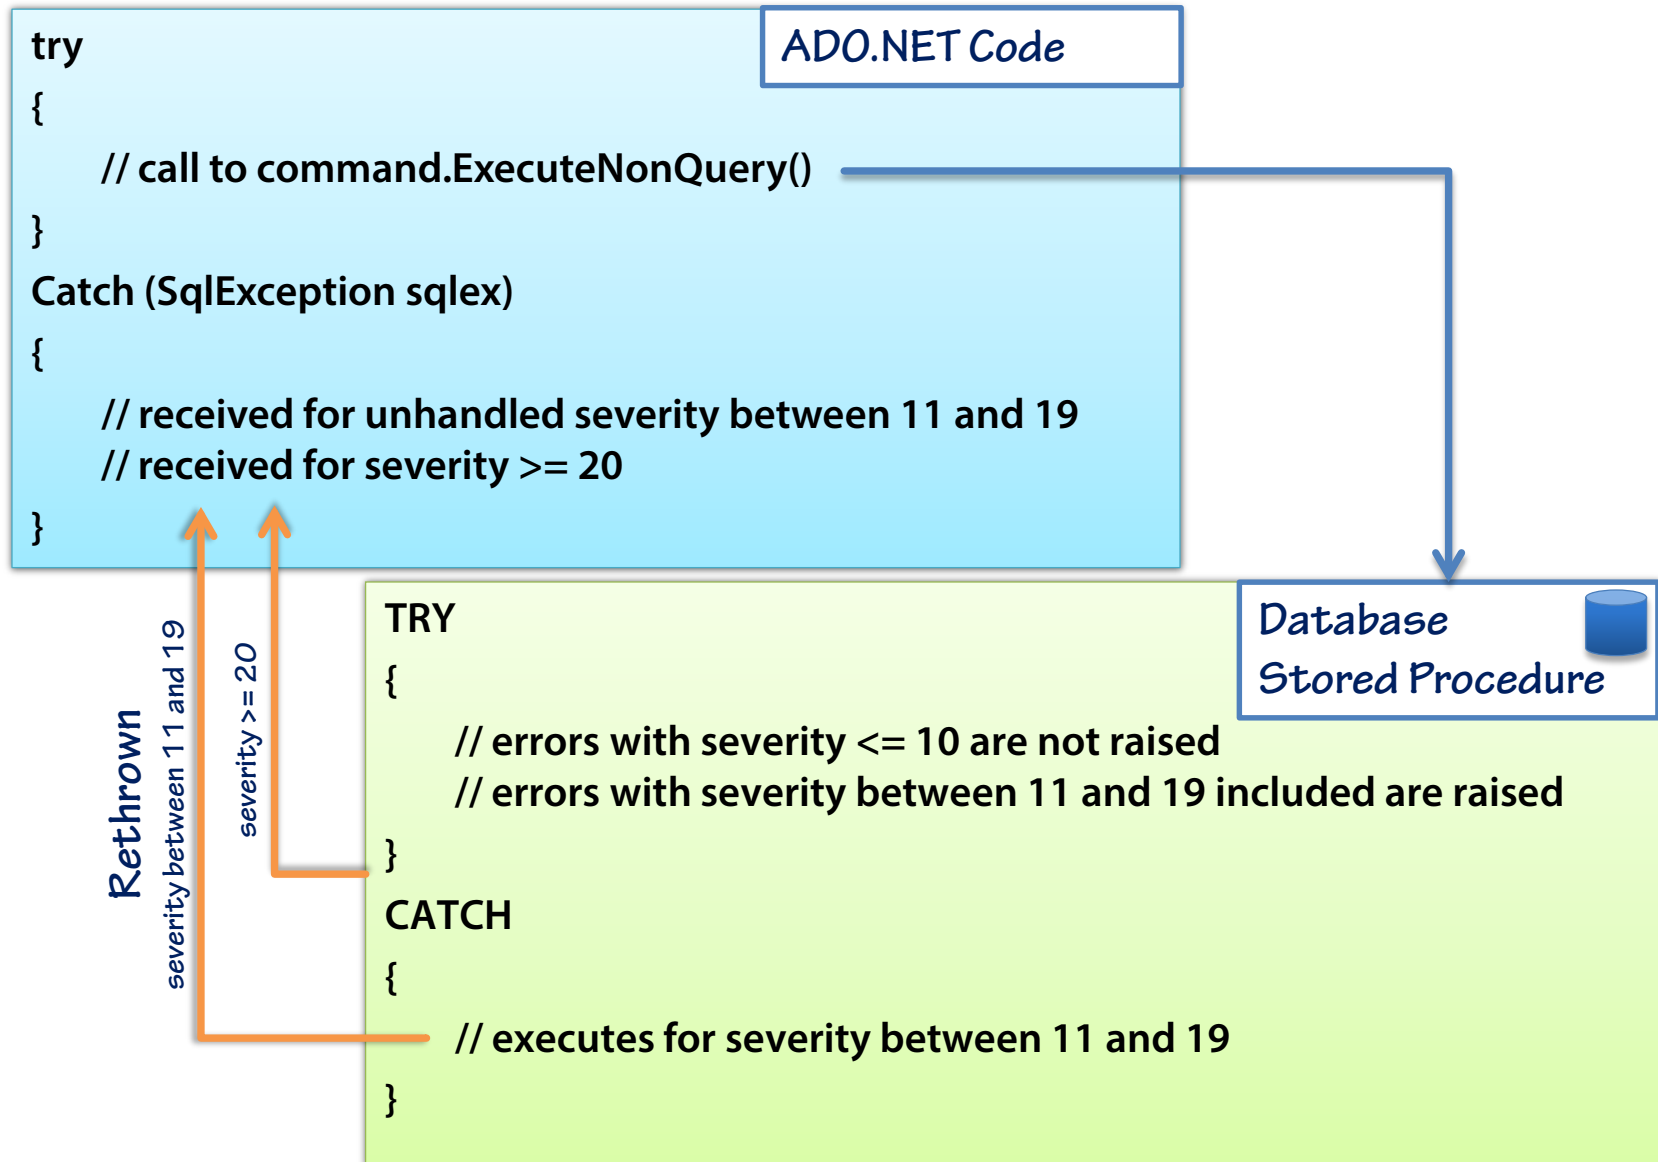 try
ADO.NET Code
{
// call to command.ExecuteNonQuery()
}
Catch (SqlException sqlex)
{
// received for unhandled severity between 11 and 19
// received for severity >= 20
}
Rethrown
severity between 11 and 19
severity >= 20
TRY
Database
Stored Procedure
{
// errors with severity <= 10 are not raised
// errors with severity between 11 and 19 included are raised
}
CATCH
{
// executes for severity between 11 and 19
}